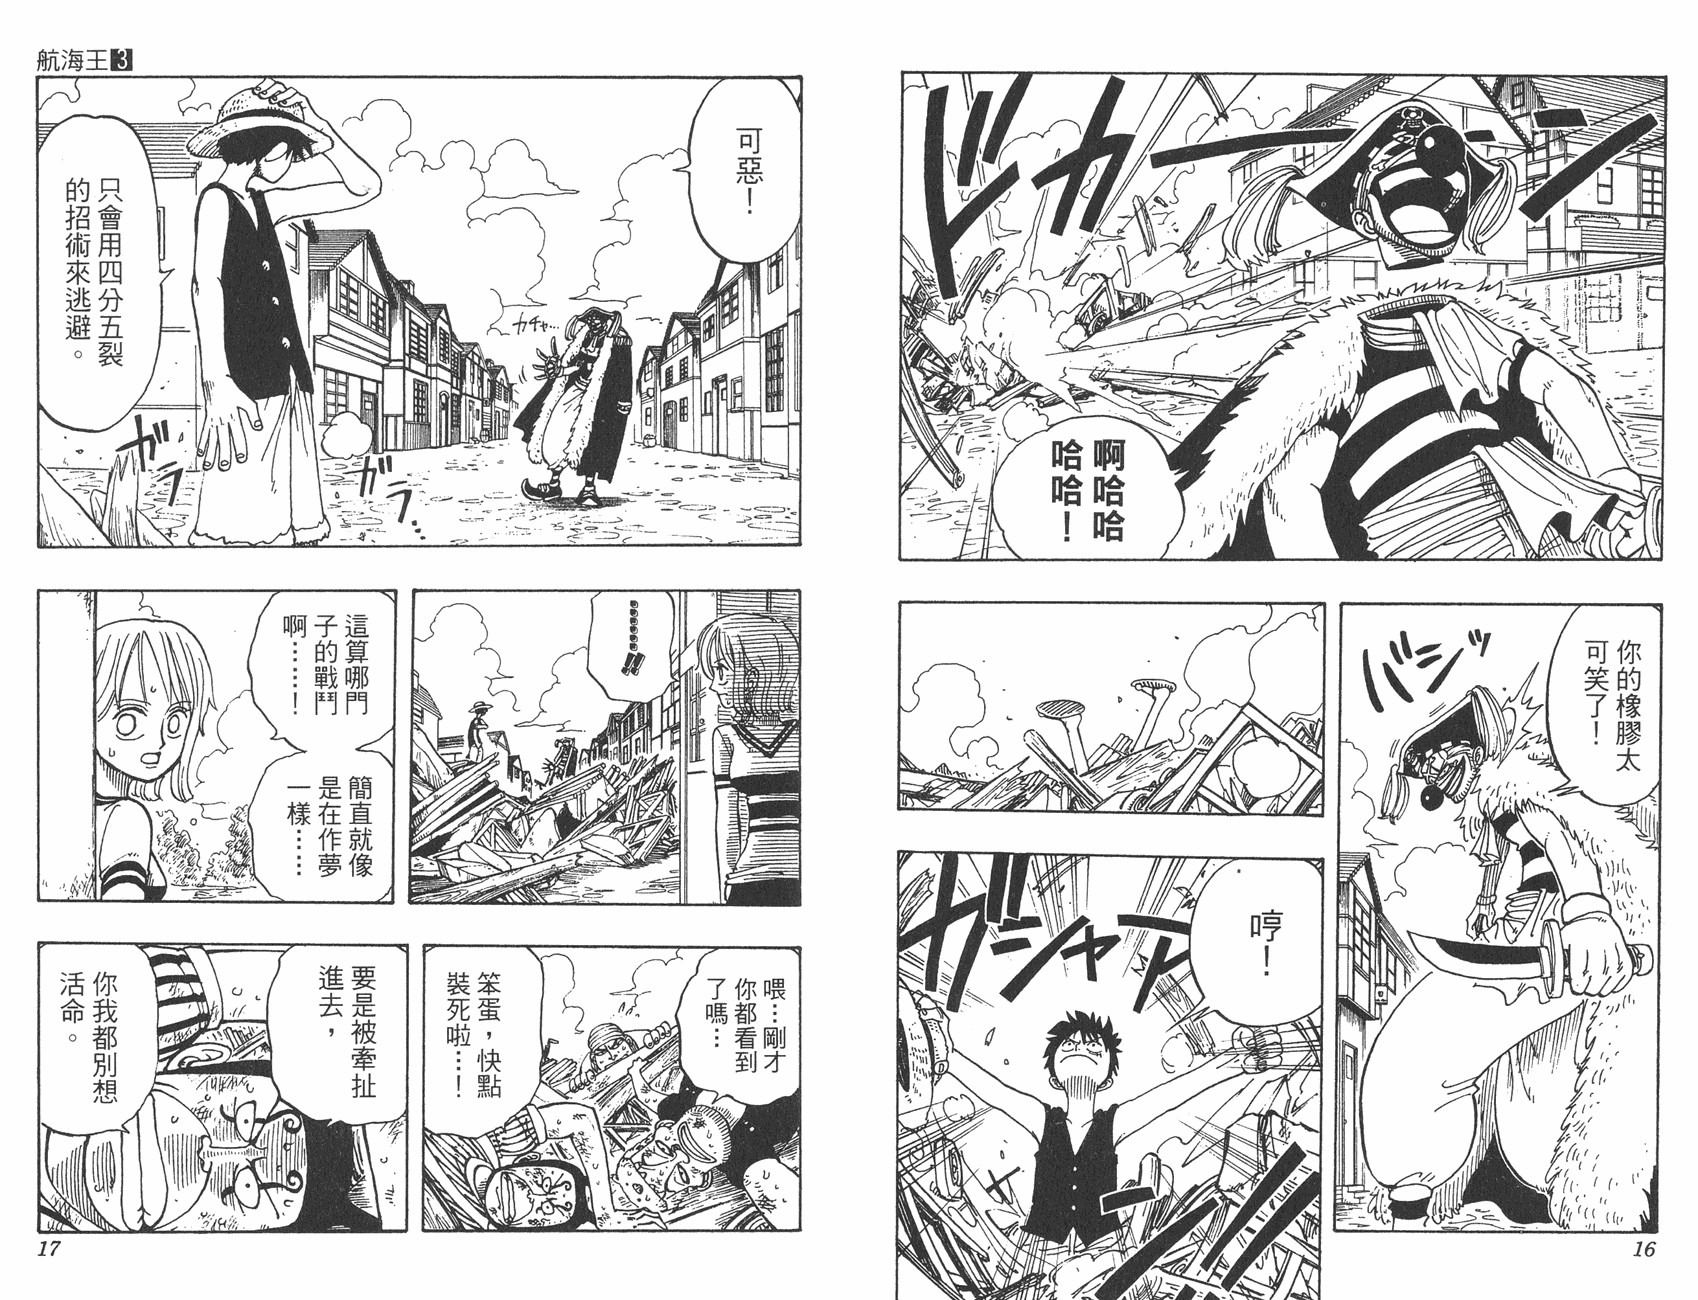 ドーン
啊哈哈
哈哈！
你的橡膠太
可笑了！
バシッ
哼！
ガシャァ
ン
16
航海王3
可惡！
只會用四分五裂
的招術來逃避。
カチャ…
ガラ
ガラ…
…………!!
這算哪門
子的戰鬥
啊……！
簡直就像
是在作夢
一樣……
喂…剛才
你都看到
了嗎…
笨蛋，快點
裝死啦…！
要是被牽扯
進去，
你我都別想
活命。
17